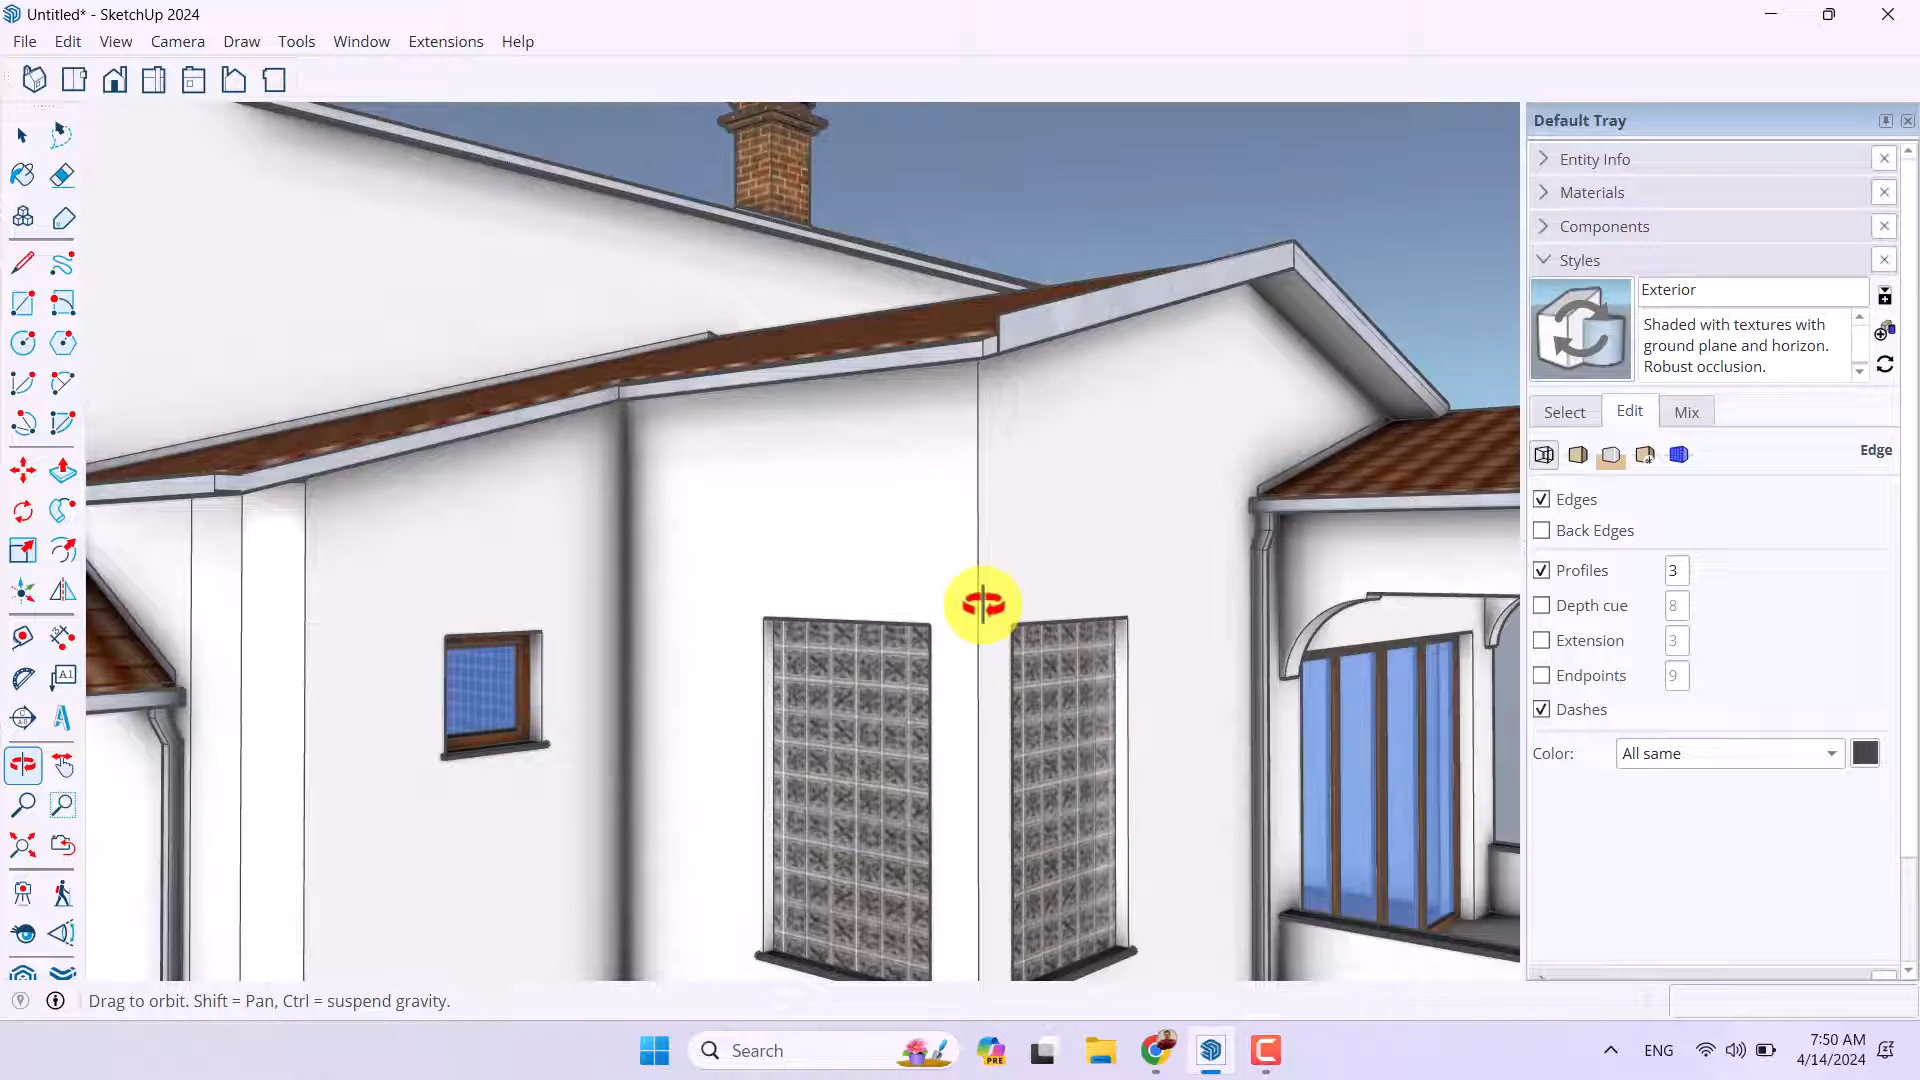 Untitled* - SketchUp 2024
File Edit View Camera Draw Tools Window Extensions Help
Default Tray
Entity Info
Materials
Components
Styles
Exterior
Shaded with textures with
ground plane and horizon.
Robust occlusion.
Select Edit Mix
Edge
Edges
Back Edges
Profiles 3
Depth cue 8
Extension 3
Endpoints 9
Dashes
Color: All same
A1
A
Drag to orbit. Shift = Pan, Ctrl = suspend gravity.
Search
PRE
ENG
7:50 AM
4/14/2024